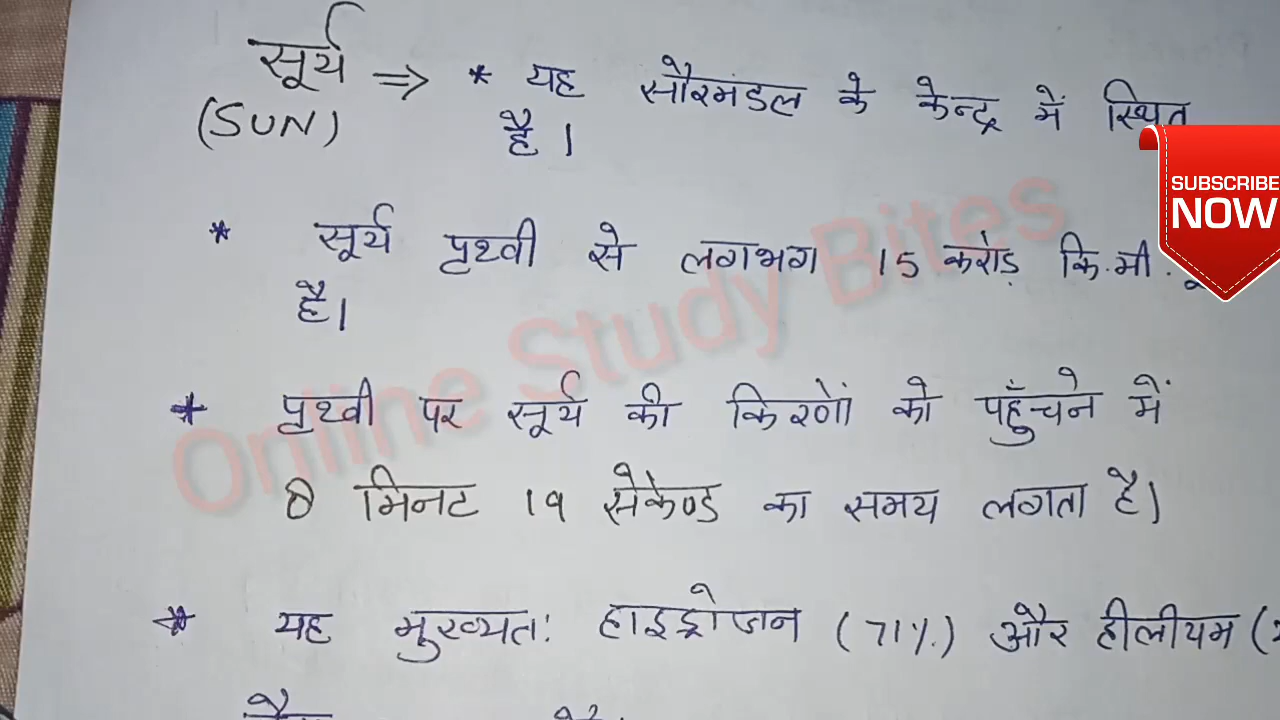 सूर्य ⇒ * यह सौरमंडल के केन्द्र में स्थित
(SUN) है।
SUBSCRIBE
NOW
* सूर्य पृथ्वी से लगभग 15 करोड़ कि.मी.
है।
Online Study Bites
* पृथ्वी पर सूर्य की किरणों को पहुँचने में
8 मिनट 19 सेकेण्ड का समय लगता है।
* यह मुख्यत: हाइड्रोजन (71%) और हीलीयम